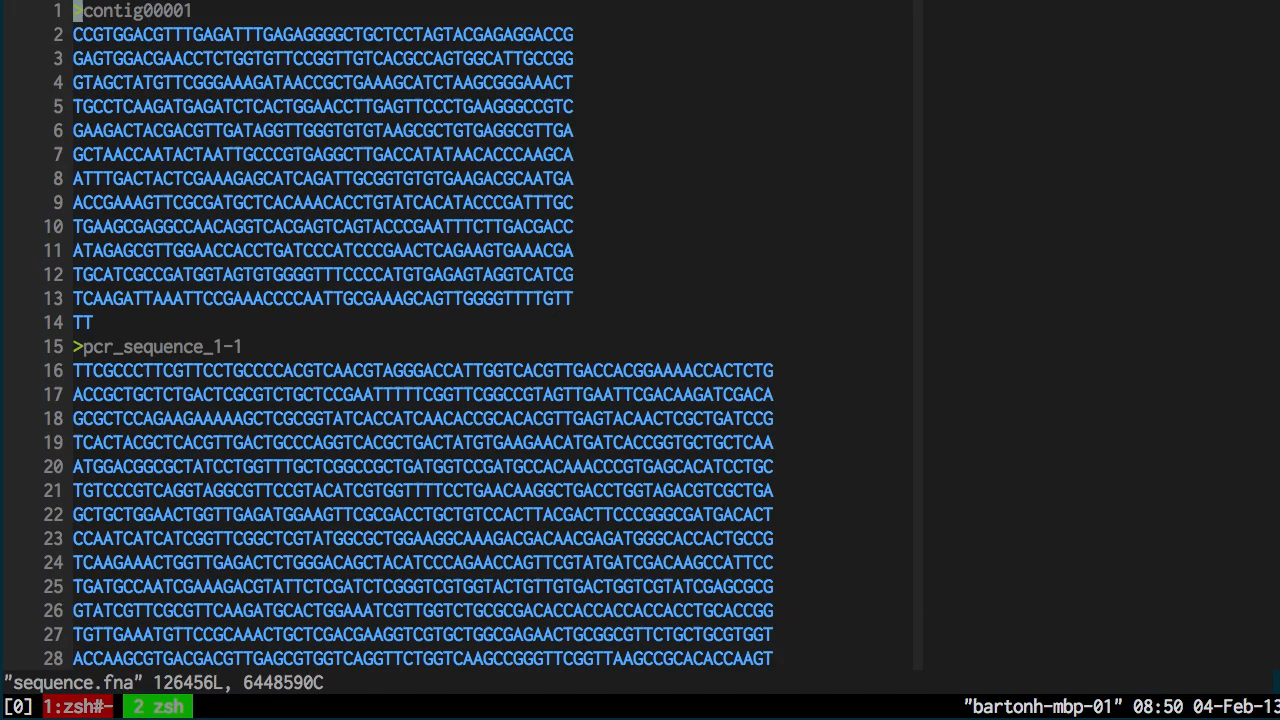 1 >contig00001
2 CCGTGGACGTTTGAGATTTGAGAGGGGCTGCTCCTAGTACGAGAGGACCG
3 GAGTGGACGAACCTCTGGTGTTCCGGTTGTCACGCCAGTGGCATTGCCGG
4 GTAGCTATGTTCGGGAAAGATAACCGCTGAAAGCATCTAAGCGGGAAACT
5 TGCCTCAAGATGAGATCTCACTGGAACCTTGAGTTCCCTGAAGGGCCGTC
6 GAAGACTACGACGTTGATAGGTTGGGTGTGTAAGCGCTGTGAGGCGTTGA
7 GCTAACCAATACTAATTGCCCGTGAGGCTTGACCATATAACACCCAAGCA
8 ATTTGACTACTCGAAAGAGCATCAGATTGCGGTGTGTGAAGACGCAATGA
9 ACCGAAAGTTCGCGATGCTCACAAACACCTGTATCACATACCCGATTTGC
10 TGAAGCGAGGCCAACAGGTCACGAGTCAGTACCCGAATTTCTTGACGACC
11 ATAGAGCGTTGGAACCACCTGATCCCATCCCGAACTCAGAAGTGAAACGA
12 TGCATCGCCGATGGTAGTGTGGGGTTTCCCCATGTGAGAGTAGGTCATCG
13 TCAAGATTAAATTCCGAAACCCCAATTGCGAAAGCAGTTGGGGTTTTGTT
14 TT
15 >pcr_sequence_1-1
16 TTCGCCCTTCGTTCCTGCCCCACGTCAACGTAGGGACCATTGGTCACGTTGACCACGGAAAACCACTCTG
17 ACCGCTGCTCTGACTCGCGTCTGCTCCGAATTTTTCGGTTCGGCCGTAGTTGAATTCGACAAGATCGACA
18 GCGCTCCAGAAGAAAAAGCTCGCGGTATCACCATCAACACCGCACACGTTGAGTACAACTCGCTGATCCG
19 TCACTACGCTCACGTTGACTGCCCAGGTCACGCTGACTATGTGAAGAACATGATCACCGGTGCTGCTCAA
20 ATGGACGGCGCTATCCTGGTTTGCTCGGCCGCTGATGGTCCGATGCCACAAACCCGTGAGCACATCCTGC
21 TGTCCCGTCAGGTAGGCGTTCCGTACATCGTGGTTTTCCTGAACAAGGCTGACCTGGTAGACGTCGCTGA
22 GCTGCTGGAACTGGTTGAGATGGAAGTTCGCGACCTGCTGTCCACTTACGACTTCCCGGGCGATGACACT
23 CCAATCATCATCGGTTCGGCTCGTATGGCGCTGGAAGGCAAAGACGACAACGAGATGGGCACCACTGCCG
24 TCAAGAAACTGGTTGAGACTCTGGGACAGCTACATCCCAGAACCAGTTCGTATGATCGACAAGCCATTCC
25 TGATGCCAATCGAAAGACGTATTCTCGATCTCGGGTCGTGGTACTGTTGTGACTGGTCGTATCGAGCGCG
26 GTATCGTTCGCGTTCAAGATGCACTGGAAATCGTTGGTCTGCGCGACACCACCACCACCACCTGCACCGG
27 TGTTGAAATGTTCCGCAAACTGCTCGACGAAGGTCGTGCTGGCGAGAACTGCGGCGTTCTGCTGCGTGGT
28 ACCAAGCGTGACGACGTTGAGCGTGGTCAGGTTCTGGTCAAGCCGGGTTCGGTTAAGCCGCACACCAAGT
"sequence.fna" 126456L, 6448590C
[0] 1:zsh#- 2 zsh "bartonh-mbp-01" 08:50 04-Feb-13